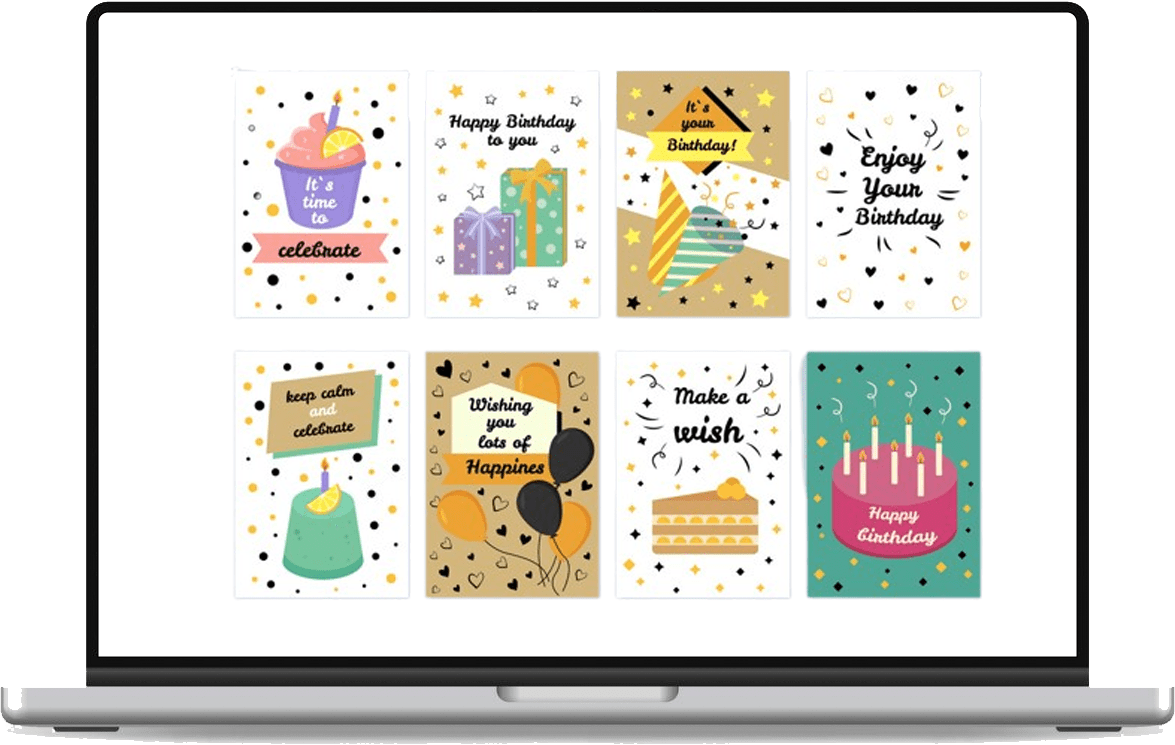 It`s
time
to
celebrate
Happy Birthday
to you
It`s
your
Birthday!
Enjoy
Your
Birthday
keep calm
and
celebrate
Wishing
you
lots of
Happines
Make a
wish
Happy
birthday